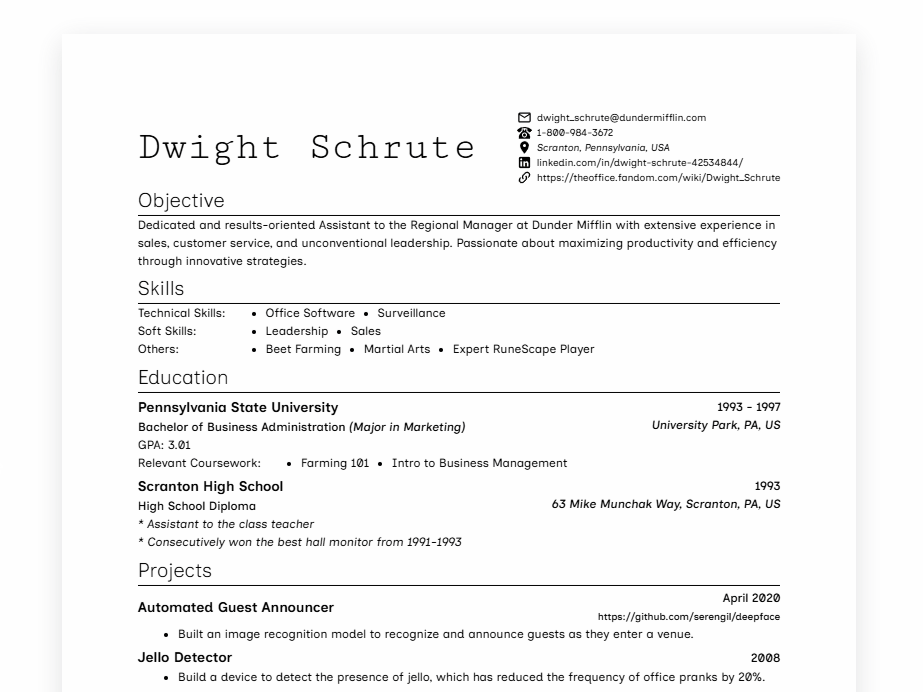 Dwight Schrute
dwight_schrute@dundermifflin.com
1-800-984-3672
Scranton, Pennsylvania, USA
linkedin.com/in/dwight-schrute-42534844/
https://theoffice.fandom.com/wiki/Dwight_Schrute
Objective
Dedicated and results-oriented Assistant to the Regional Manager at Dunder Mifflin with extensive experience in
sales, customer service, and unconventional leadership. Passionate about maximizing productivity and efficiency
through innovative strategies.
Skills
Technical Skills: • Office Software • Surveillance
Soft Skills: • Leadership • Sales
Others: • Beet Farming • Martial Arts • Expert RuneScape Player
Education
Pennsylvania State University 1993 - 1997
Bachelor of Business Administration (Major in Marketing) University Park, PA, US
GPA: 3.01
Relevant Coursework: • Farming 101 • Intro to Business Management
Scranton High School 1993
High School Diploma 63 Mike Munchak Way, Scranton, PA, US
* Assistant to the class teacher
* Consecutively won the best hall monitor from 1991-1993
Projects
Automated Guest Announcer April 2020
https://github.com/serengil/deepface
• Built an image recognition model to recognize and announce guests as they enter a venue.
Jello Detector 2008
• Build a device to detect the presence of jello, which has reduced the frequency of office pranks by 20%.